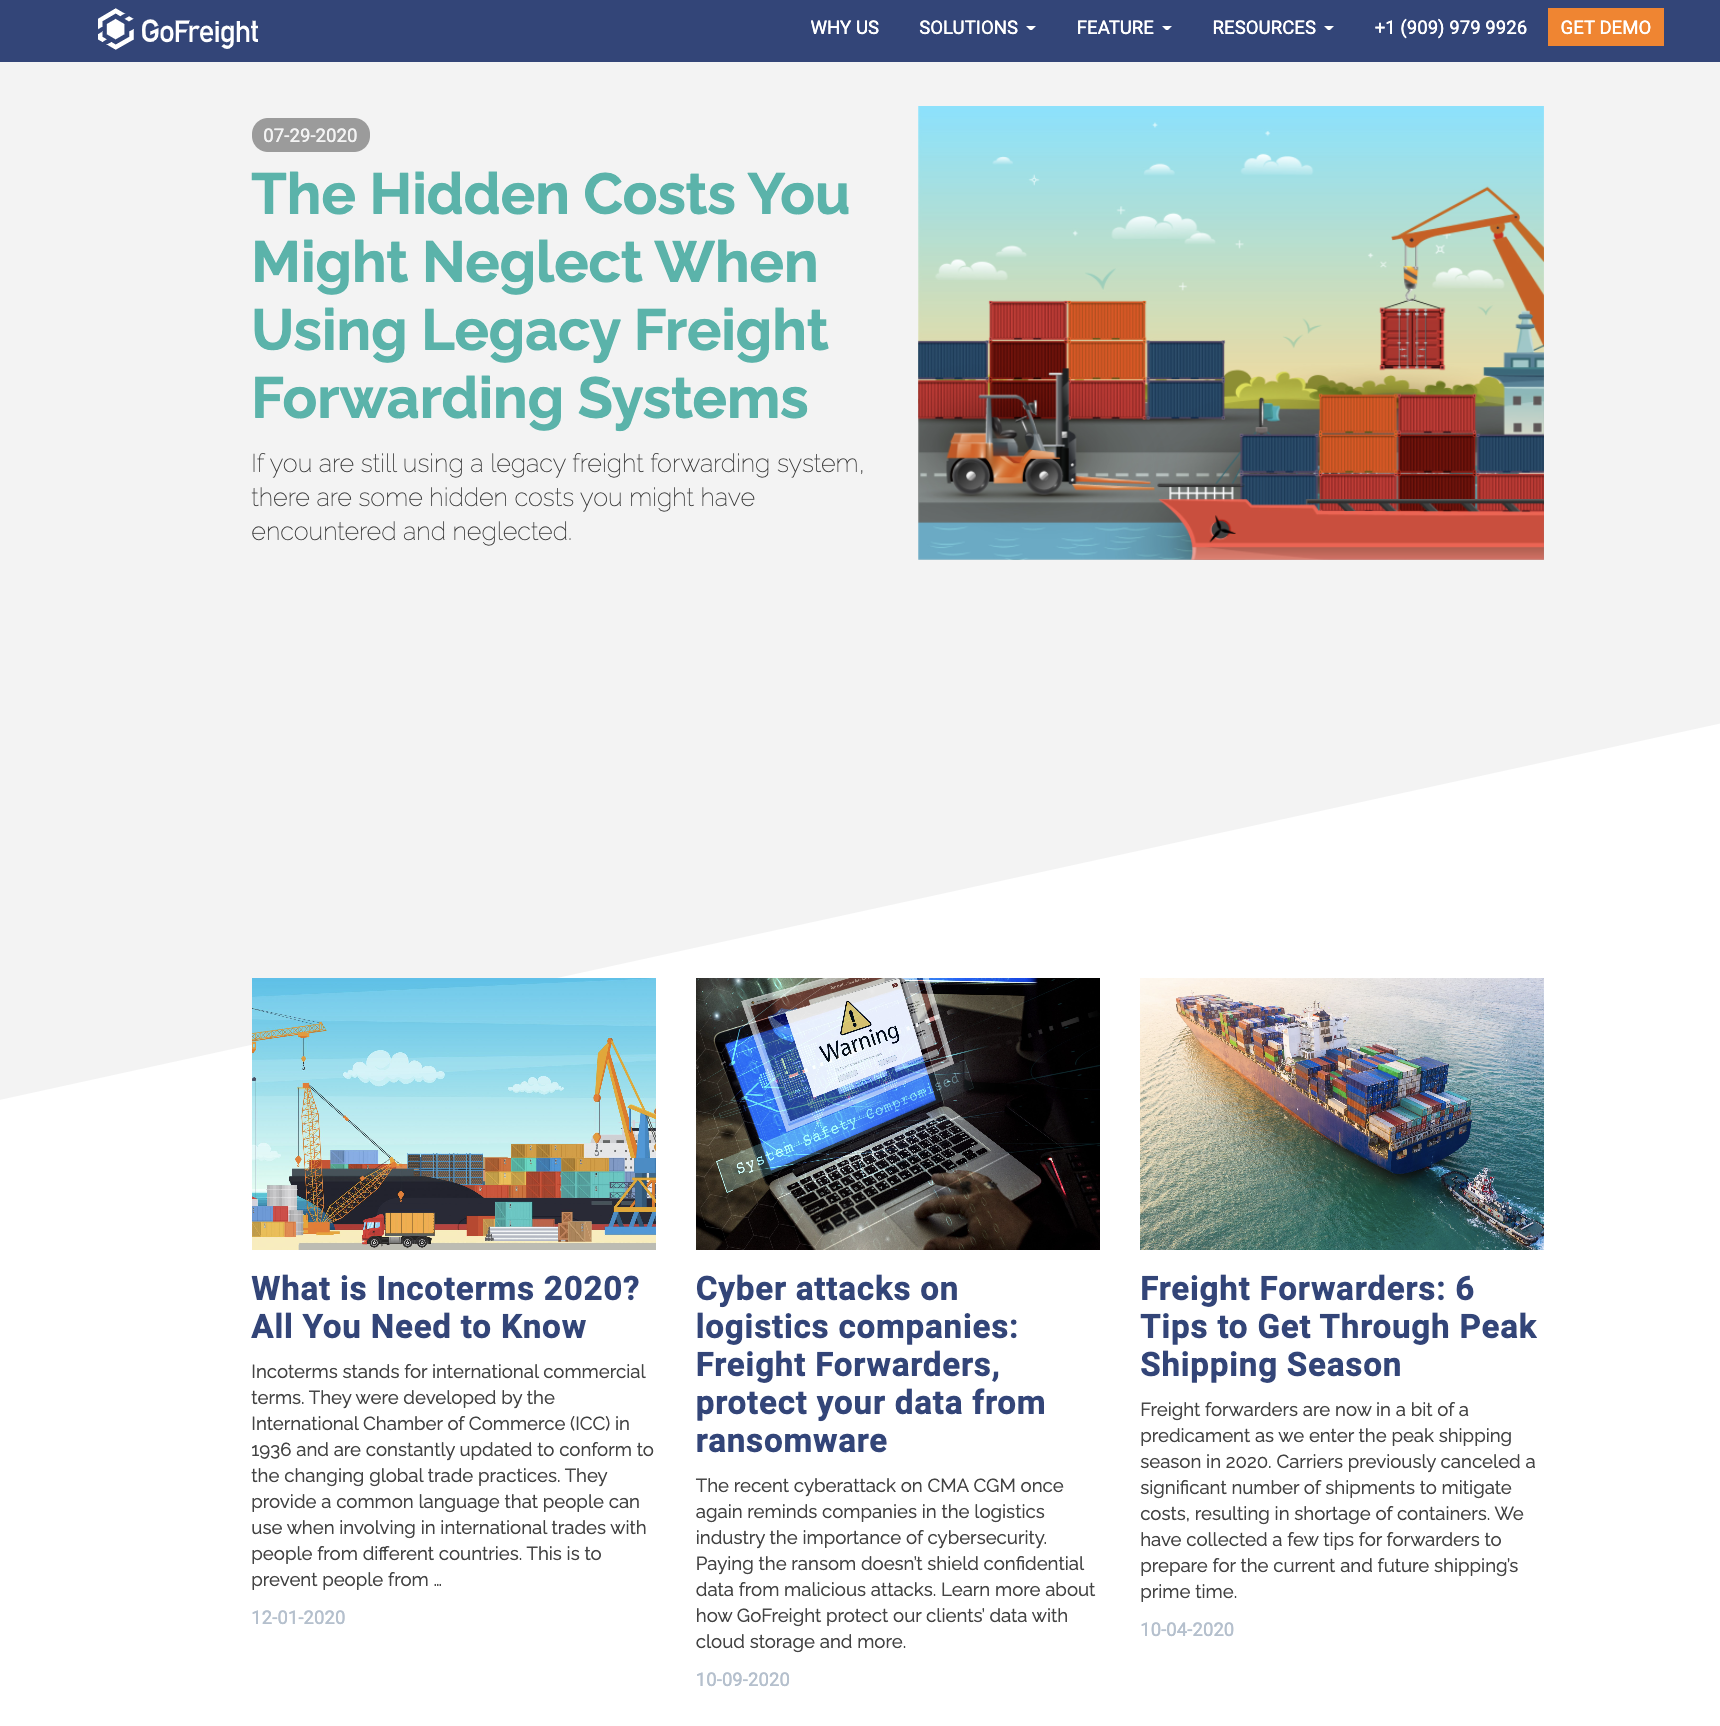 GoFreight
WHY US
SOLUTIONS
FEATURE
RESOURCES
+1 (909) 979 9926
GET DEMO
07-29-2020
The Hidden Costs You
Might Neglect When
Using Legacy Freight
Forwarding Systems
If you are still using a legacy freight forwarding system,
there are some hidden costs you might have
encountered and neglected.
Warning
System Safety Compromised
What is Incoterms 2020?
All You Need to Know
Incoterms stands for international commercial
terms. They were developed by the
International Chamber of Commerce (ICC) in
1936 and are constantly updated to conform to
the changing global trade practices. They
provide a common language that people can
use when involving in international trades with
people from different countries. This is to
prevent people from …
12-01-2020
Cyber attacks on
logistics companies:
Freight Forwarders,
protect your data from
ransomware
The recent cyberattack on CMA CGM once
again reminds companies in the logistics
industry the importance of cybersecurity.
Paying the ransom doesn't shield confidential
data from malicious attacks. Learn more about
how GoFreight protect our clients' data with
cloud storage and more.
10-09-2020
Freight Forwarders: 6
Tips to Get Through Peak
Shipping Season
Freight forwarders are now in a bit of a
predicament as we enter the peak shipping
season in 2020. Carriers previously canceled a
significant number of shipments to mitigate
costs, resulting in shortage of containers. We
have collected a few tips for forwarders to
prepare for the current and future shipping's
prime time.
10-04-2020